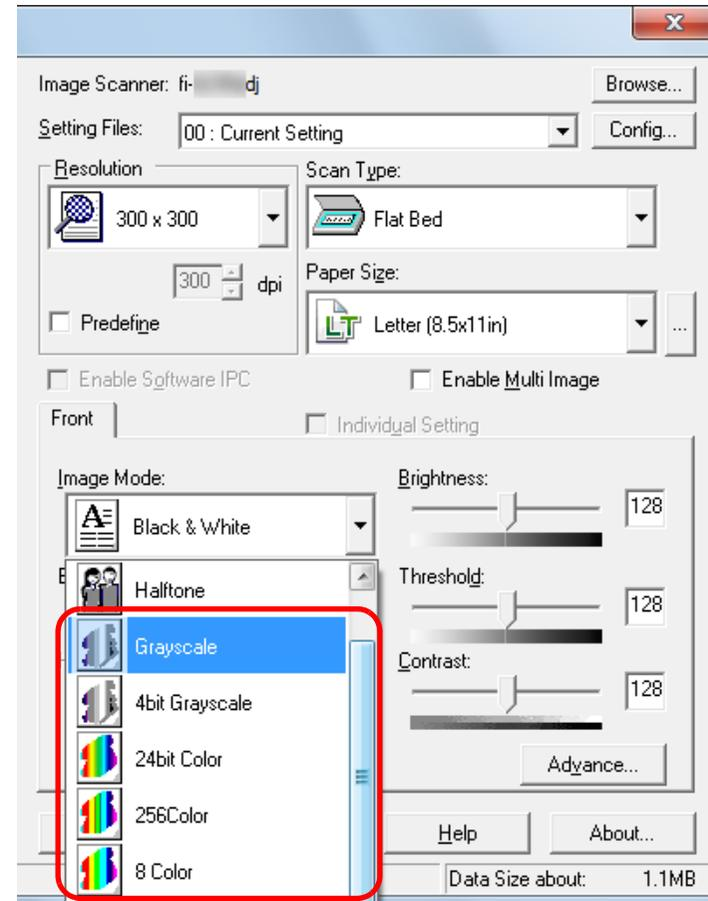 x
Image Scanner: fi- dj
Browse...
Setting Files:
00 : Current Setting
Config...
Resolution
Scan Type:
300 x 300
Flat Bed
300 dpi
Paper Size:
Predefine
LT Letter (8.5x11in)
...
Enable Software IPC
Enable Multi Image
Front
Individual Setting
Image Mode:
Brightness:
A Black & White
128
Halftone
Threshold:
128
Grayscale
Contrast:
4bit Grayscale
128
24bit Color
Advance...
256Color
Help
About...
8 Color
Data Size about: 1.1MB